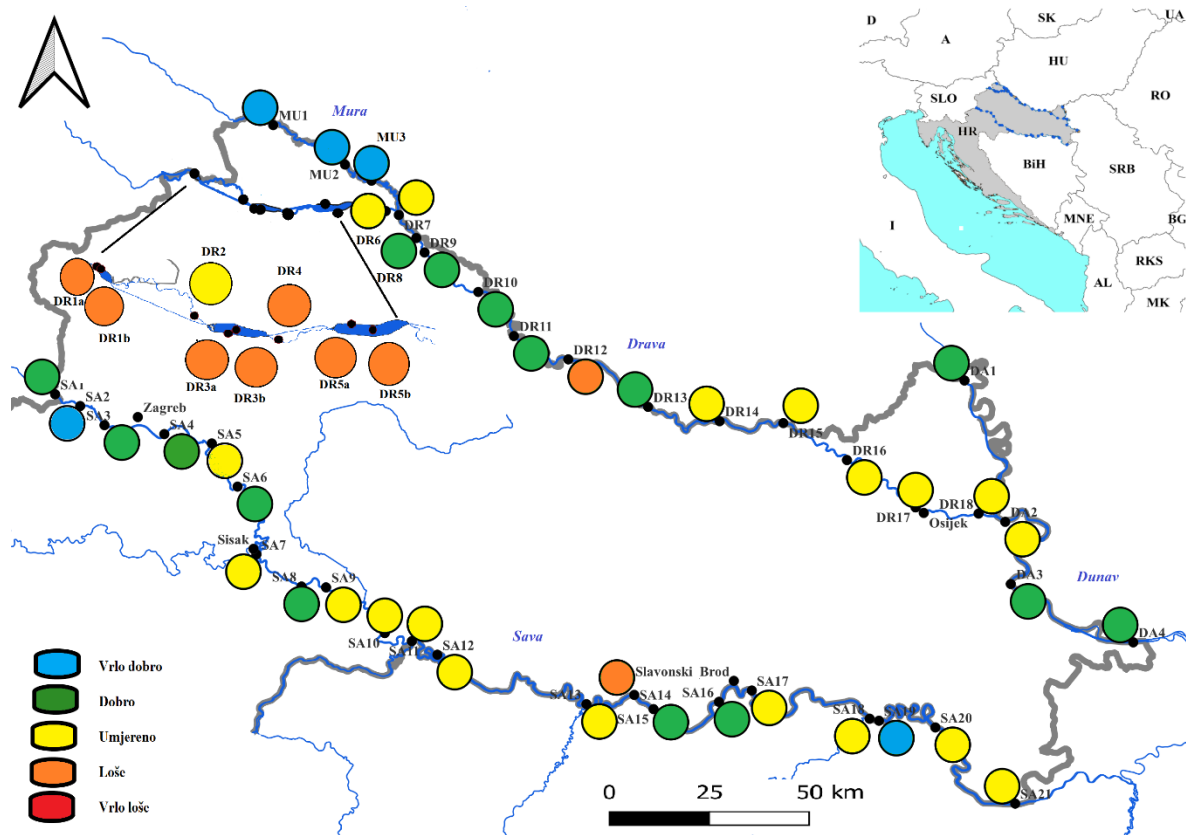 D
A
SK
UA
HU
SLO
RO
HR
BiH
SRB
I
MNE
BG
RKS
AL
MK
Mura
MU1
MU2
MU3
DR6
DR7
DR8
DR9
DR10
DR11
DR12
DR13
DR14
DR15
DR16
DR17
DR18
Osijek
Drava
DR1a
DR1b
DR2
DR3a
DR3b
DR4
DR5a
DR5b
DA1
DA2
DA3
DA4
Dunav
SA1
SA2
SA3
Zagreb
SA4
SA5
SA6
Sisak
SA7
SA8
SA9
SA10
SA11
SA12
Sava
SA13
SA14
SA15
Slavonski Brod
SA16
SA17
SA18
SA19
SA20
SA21
Vrlo dobro
Dobro
Umjereno
Loše
Vrlo loše
0 25 50 km